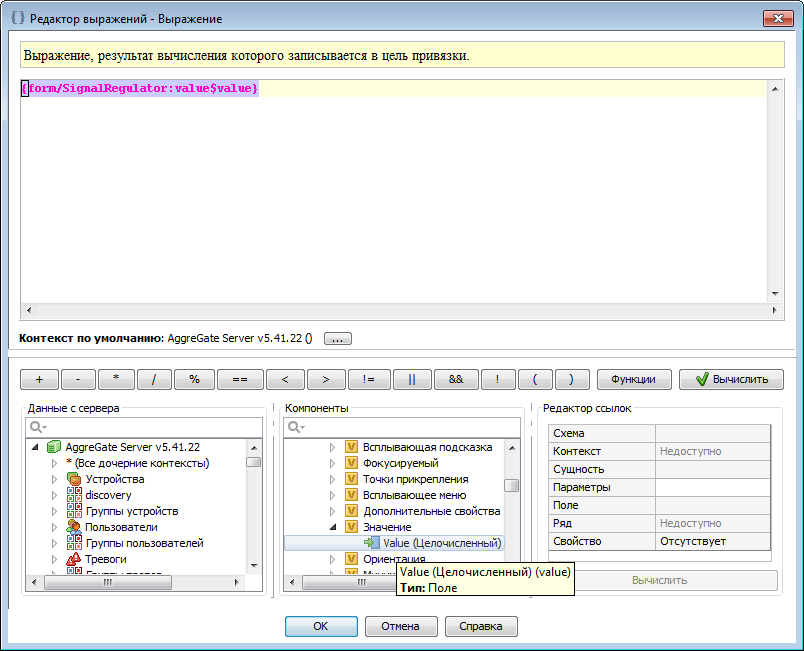 Редактор выражений - Выражение
Выражение, результат вычисления которого записывается в цель привязки.
{form/SignalRegulator:value$value}
Контекст по умолчанию: AggreGate Server v5.41.22 () ...
+ - * / % == < > != || && ! ( ) Функции Вычислить
Данные с сервера
AggreGate Server v5.41.22
* (Все дочерние контексты)
Устройства
discovery
Группы устройств
Пользователи
Группы пользователей
Тревоги
Компоненты
Всплывающая подсказка
Фокусируемый
Точки прикрепления
Всплывающее меню
Дополнительные свойства
Значение
Value (Целочисленный)
Ориентация
Value (Целочисленный) (value)
Тип: Поле
Редактор ссылок
Схема
Контекст Недоступно
Сущность
Параметры
Поле
Ряд Недоступно
Свойство Отсутствует
Вычислить
OK Отмена Справка